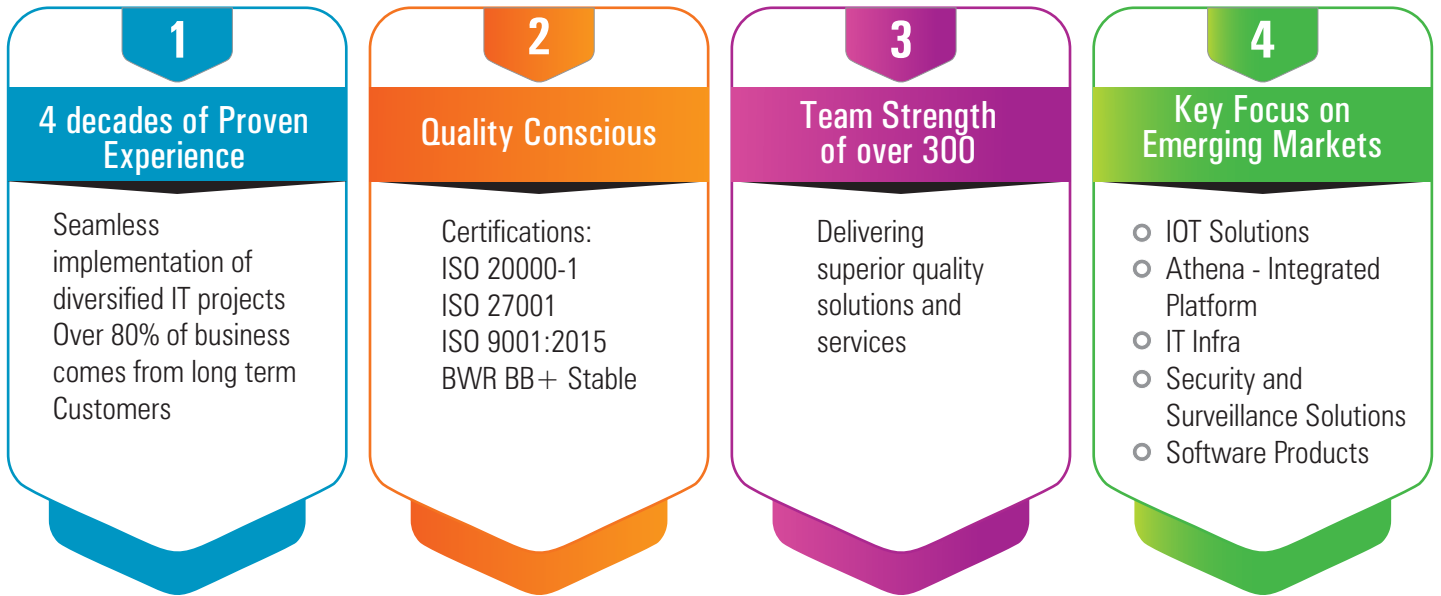 1
4 decades of Proven
Experience
Seamless
implementation of
diversified IT projects
Over 80% of business
comes from long term
Customers
2
Quality Conscious
Certifications:
ISO 20000-1
ISO 27001
ISO 9001:2015
BWR BB+ Stable
3
Team Strength
of over 300
Delivering
superior quality
solutions and
services
4
Key Focus on
Emerging Markets
IOT Solutions
Athena - Integrated
Platform
IT Infra
Security and
Surveillance Solutions
Software Products